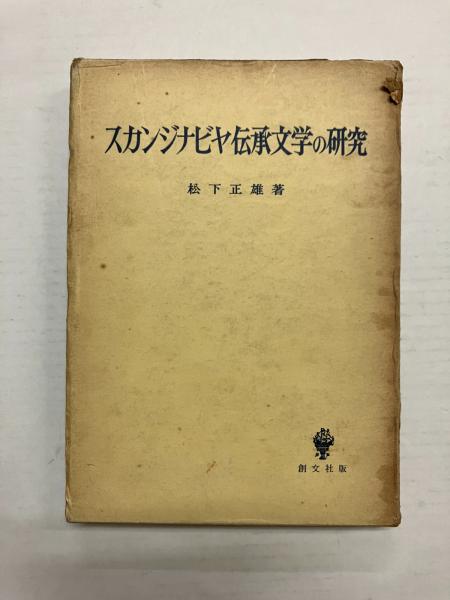 スカンジナビヤ伝承文学の研究
松下正雄著
創文社版